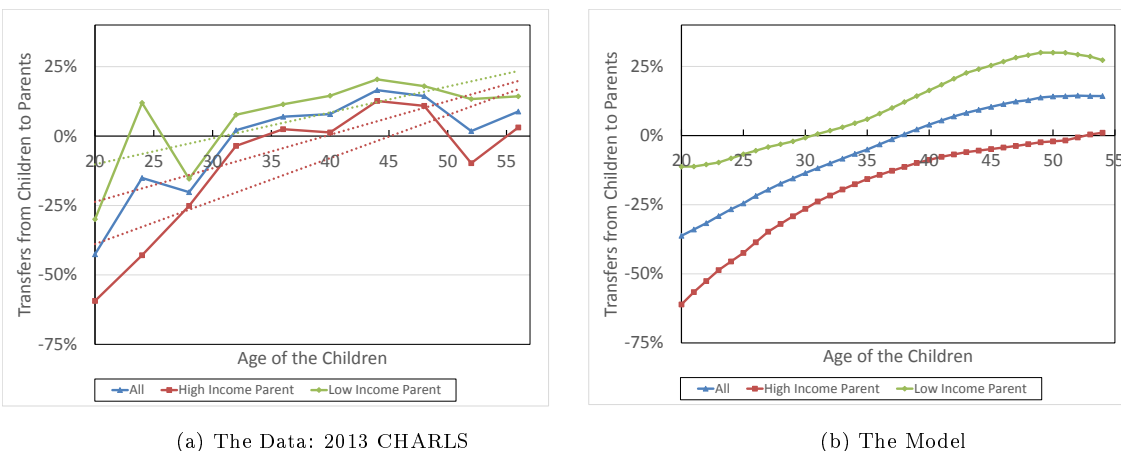 Transfers from Children to Parents
25%
0%
-25%
-50%
-75%
20 25 30 35 40 45 50 55
Age of the Children
All High Income Parent Low Income Parent
(a) The Data: 2013 CHARLS
Transfers from Children to Parents
25%
0%
-25%
-50%
-75%
20 25 30 35 40 45 50 55
Age of the Children
All High Income Parent Low Income Parent
(b) The Model